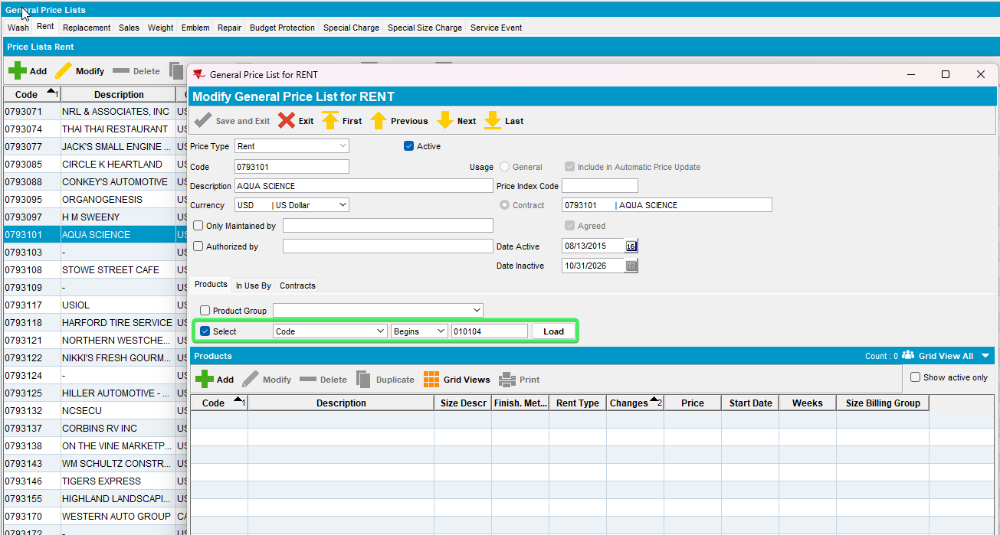 General Price Lists
Wash Rent Replacement Sales Weight Emblem Repair Budget Protection Special Charge Special Size Charge Service Event
Price Lists Rent
Add Modify Delete
Code 1 Description
0793071 NRL & ASSOCIATES, INC US
0793074 THAI THAI RESTAURANT US
0793077 JACK'S SMALL ENGINE ... US
0793085 CIRCLE K HEARTLAND US
0793088 CONKEY'S AUTOMOTIVE US
0793095 ORGANOGENESIS US
0793097 H M SWEENY US
0793101 AQUA SCIENCE US
0793103 - US
0793108 STOWE STREET CAFE US
0793109 - US
0793117 USIOL US
0793118 HARFORD TIRE SERVICE US
0793121 NORTHERN WESTCHE... US
0793122 NIKKI'S FRESH GOURM... US
0793124 - US
0793125 HILLER AUTOMOTIVE - ... US
0793132 NCSECU US
0793137 CORBINS RV INC US
0793138 ON THE VINE MARKETP... US
0793143 WM SCHULTZ CONSTR... US
0793146 TIGERS EXPRESS US
0793155 HIGHLAND LANDSCAPI... US
0793170 WESTERN AUTO GROUP CA
0793172 - US
General Price List for RENT
Modify General Price List for RENT
Save and Exit Exit First Previous Next Last
Price Type Rent Active
Code 0793101 Usage General Include in Automatic Price Update
Description AQUA SCIENCE Price Index Code
Currency USD | US Dollar Contract 0793101 | AQUA SCIENCE
Only Maintained by Agreed
Authorized by Date Active 08/13/2015 16
Date Inactive 10/31/2026 16
Products In Use By Contracts
Product Group
Select Code Begins 010104 Load
Products Count : 0 Grid View All
Add Modify Delete Duplicate Grid Views Print Show active only
Code 1 Description Size Descr Finish. Met... Rent Type Changes 2 Price Start Date Weeks Size Billing Group